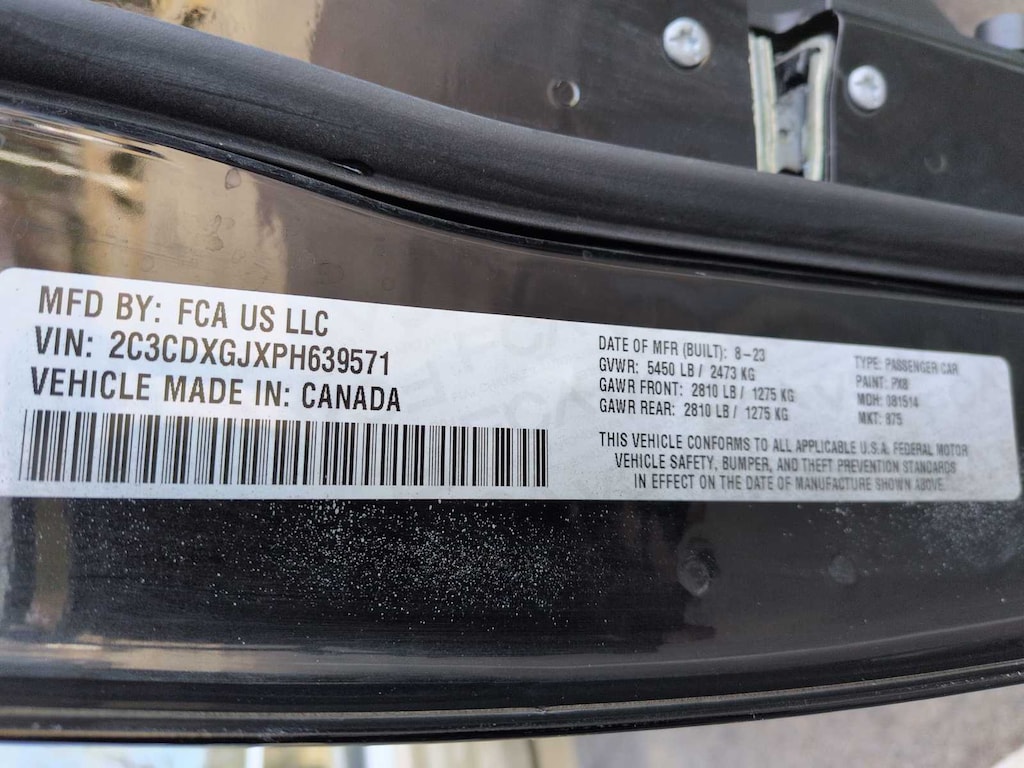 MFD BY: FCA US LLC
VIN: 2C3CDXGJXPH639571
VEHICLE MADE IN: CANADA
DATE OF MFR (BUILT): 8-23
GVWR: 5450 LB / 2473 KG
GAWR FRONT: 2810 LB / 1275 KG
GAWR REAR: 2810 LB / 1275 KG
TYPE: PASSENGER CAR
PAINT: PX8
MDH: 081514
MKT: 975
THIS VEHICLE CONFORMS TO ALL APPLICABLE U.S.A. FEDERAL MOTOR
VEHICLE SAFETY, BUMPER, AND THEFT PREVENTION STANDARDS
IN EFFECT ON THE DATE OF MANUFACTURE SHOWN ABOVE.